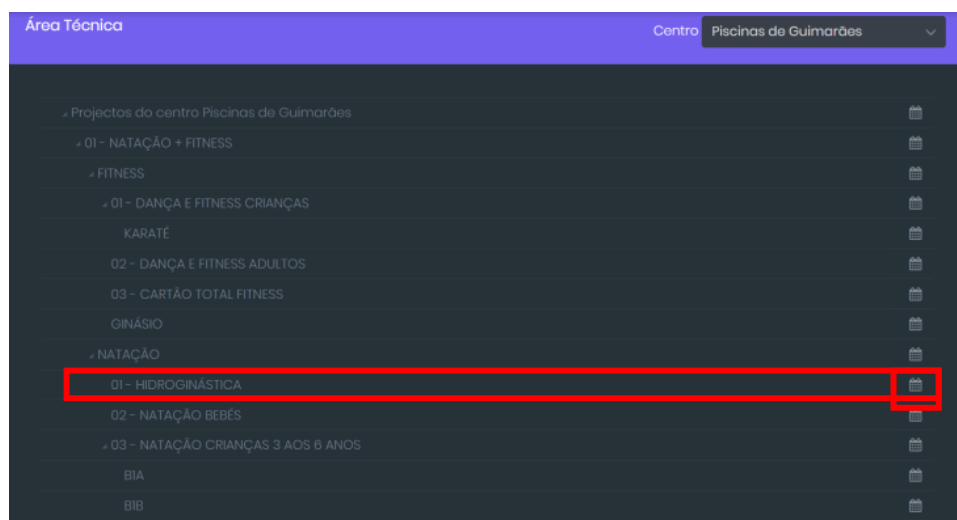 Área Técnica
Centro Piscinas de Guimarães
Projectos do centro Piscinas de Guimarães
01 - NATAÇÃO + FITNESS
FITNESS
01 - DANÇA E FITNESS CRIANÇAS
KARATÉ
02 - DANÇA E FITNESS ADULTOS
03 - CARTÃO TOTAL FITNESS
GINÁSIO
NATAÇÃO
01 - HIDROGINÁSTICA
02 - NATAÇÃO BEBÉS
03 - NATAÇÃO CRIANÇAS 3 AOS 6 ANOS
B1A
B1B